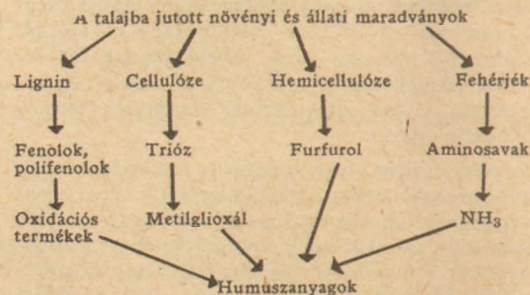 A talajba jutott növényi és állati maradványok
Lignin Cellulóze Hemicellulóze Fehérjék
Fenolok, polifenolok Trióz Furfurol Aminosavak
Oxidációs termékek Metilglioxál NH₃
Humuszanyagok